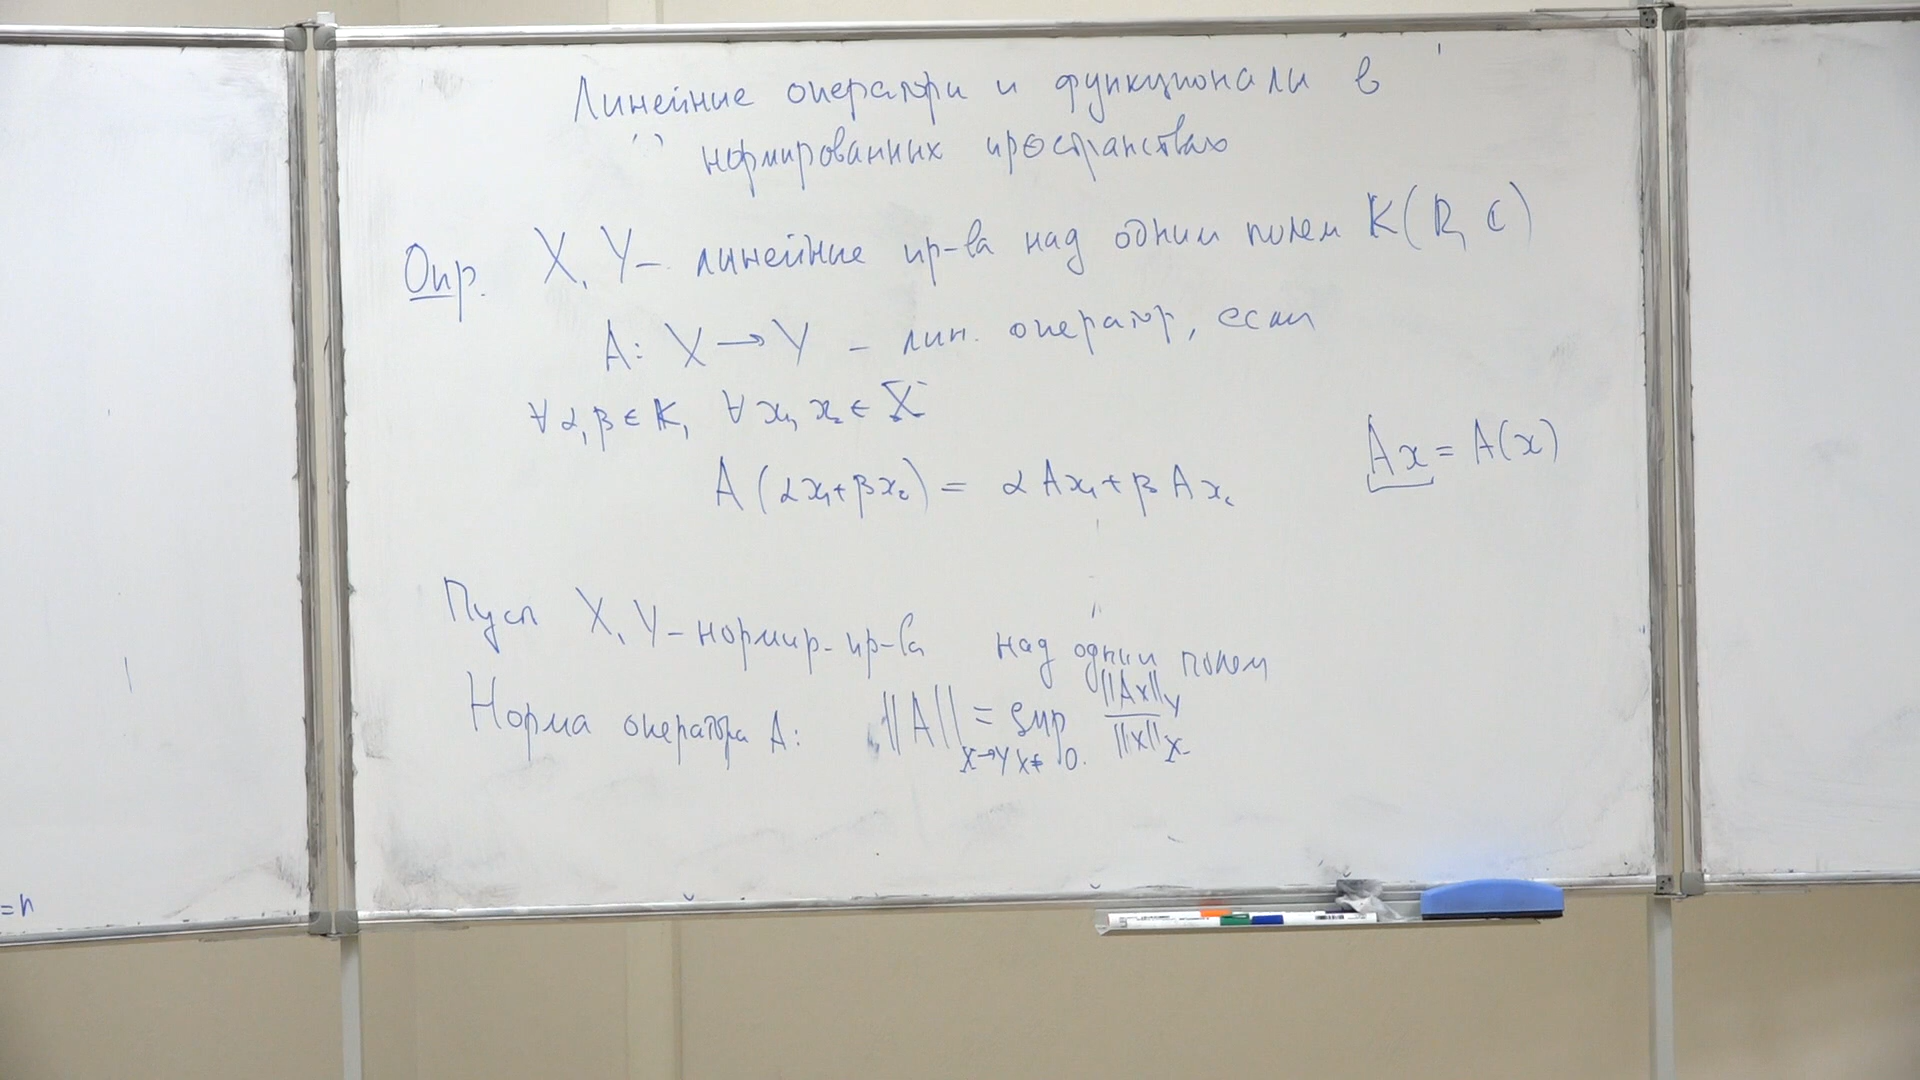 Линейные операторы и функционалы в
нормированных пространствах
Опр. X, Y – линейные пр-ва над одним полем K(R, C)
A: X → Y – лин. оператор, если
∀ α, β ∈ K, ∀ x₁, x₂ ∈ X
A(αx₁+βx₂) = αAx₁+βAx₂
Ax = A(x)
Пусть X, Y – нормир. пр-ва над одним полем
Норма оператора A: ||A||_{X→Y} = sup_{x≠0} ||Ax||_Y / ||x||_X
=n